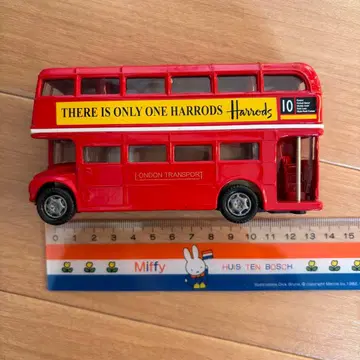 THERE IS ONLY ONE HARRODS Harrods
10
LONDON TRANSPORT
0 1 2 3 4 5 6 7 8 9 10 11 12 13 14 15
Miffy HUIS TEN BOSCH